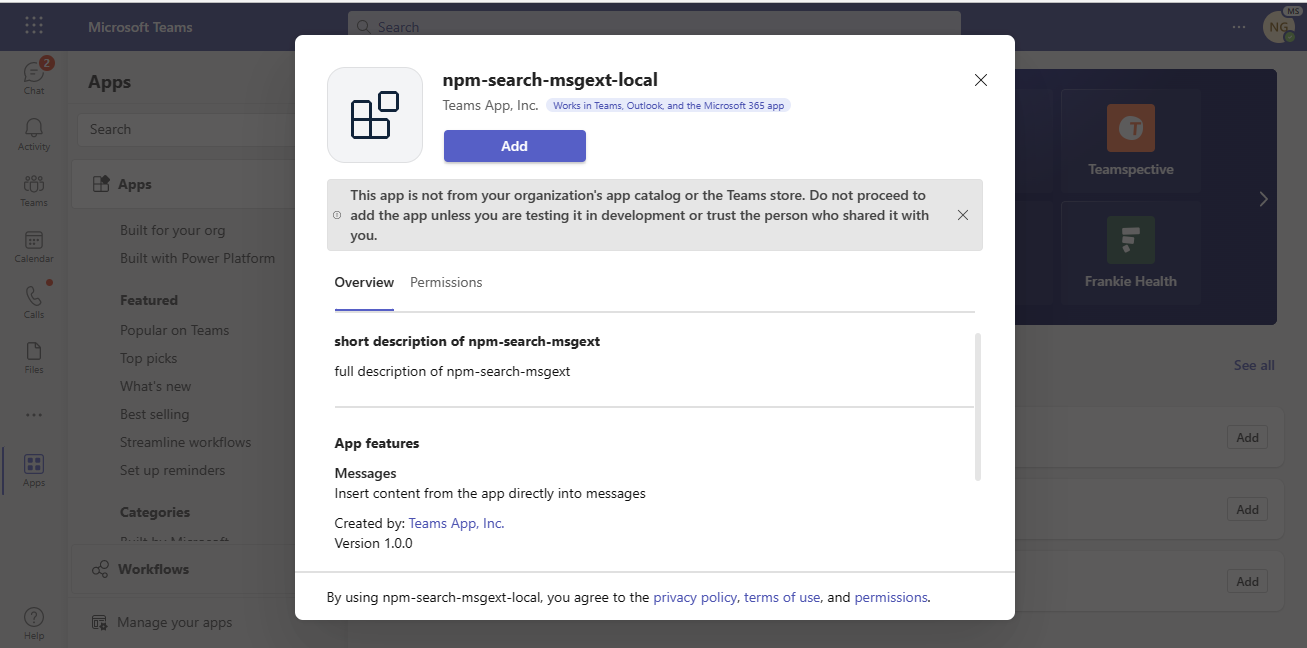 Microsoft Teams
Search
MS
NG
2
Chat
Activity
Teams
Calendar
Calls
Files
Apps
Help
Apps
Search
Apps
Built for your org
Built with Power Platform
Featured
Popular on Teams
Top picks
What's new
Best selling
Streamline workflows
Set up reminders
Categories
Built by Microsoft
Workflows
Manage your apps
npm-search-msgext-local
Teams App, Inc.
Works in Teams, Outlook, and the Microsoft 365 app
Add
This app is not from your organization's app catalog or the Teams store. Do not proceed to
add the app unless you are testing it in development or trust the person who shared it with
you.
Overview
Permissions
short description of npm-search-msgext
full description of npm-search-msgext
App features
Messages
Insert content from the app directly into messages
Created by: Teams App, Inc.
Version 1.0.0
By using npm-search-msgext-local, you agree to the privacy policy, terms of use, and permissions.
Teamspective
Frankie Health
See all
Add
Add
Add